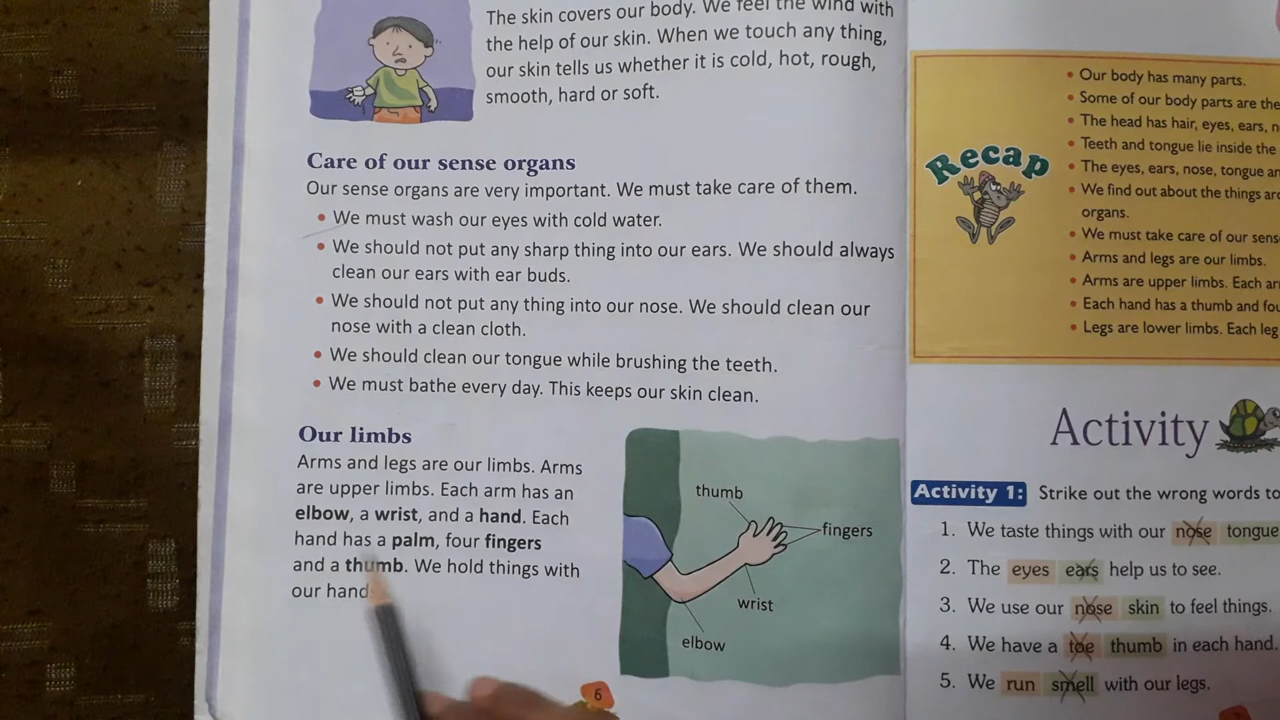 The skin covers our body. We feel the wind with
the help of our skin. When we touch any thing,
our skin tells us whether it is cold, hot, rough,
smooth, hard or soft.
Care of our sense organs
Our sense organs are very important. We must take care of them.
• We must wash our eyes with cold water.
• We should not put any sharp thing into our ears. We should always
clean our ears with ear buds.
• We should not put any thing into our nose. We should clean our
nose with a clean cloth.
• We should clean our tongue while brushing the teeth.
• We must bathe every day. This keeps our skin clean.
Our limbs
Arms and legs are our limbs. Arms
are upper limbs. Each arm has an
elbow, a wrist, and a hand. Each
hand has a palm, four fingers
and a thumb. We hold things with
our hand
thumb
fingers
wrist
elbow
6
Recap
• Our body has many parts.
• Some of our body parts are the
• The head has hair, eyes, ears,
• Teeth and tongue lie inside the
• The eyes, ears, nose, tongue
• We find out about the things
organs.
• We must take care of our
• Arms and legs are our limbs.
• Arms are upper limbs. Each
• Each hand has a thumb and
• Legs are lower limbs. Each leg
Activity
Activity 1: Strike out the wrong words to
1. We taste things with our nose tongue
2. The eyes ears help us to see.
3. We use our nose skin to feel things.
4. We have a toe thumb in each hand.
5. We run smell with our legs.